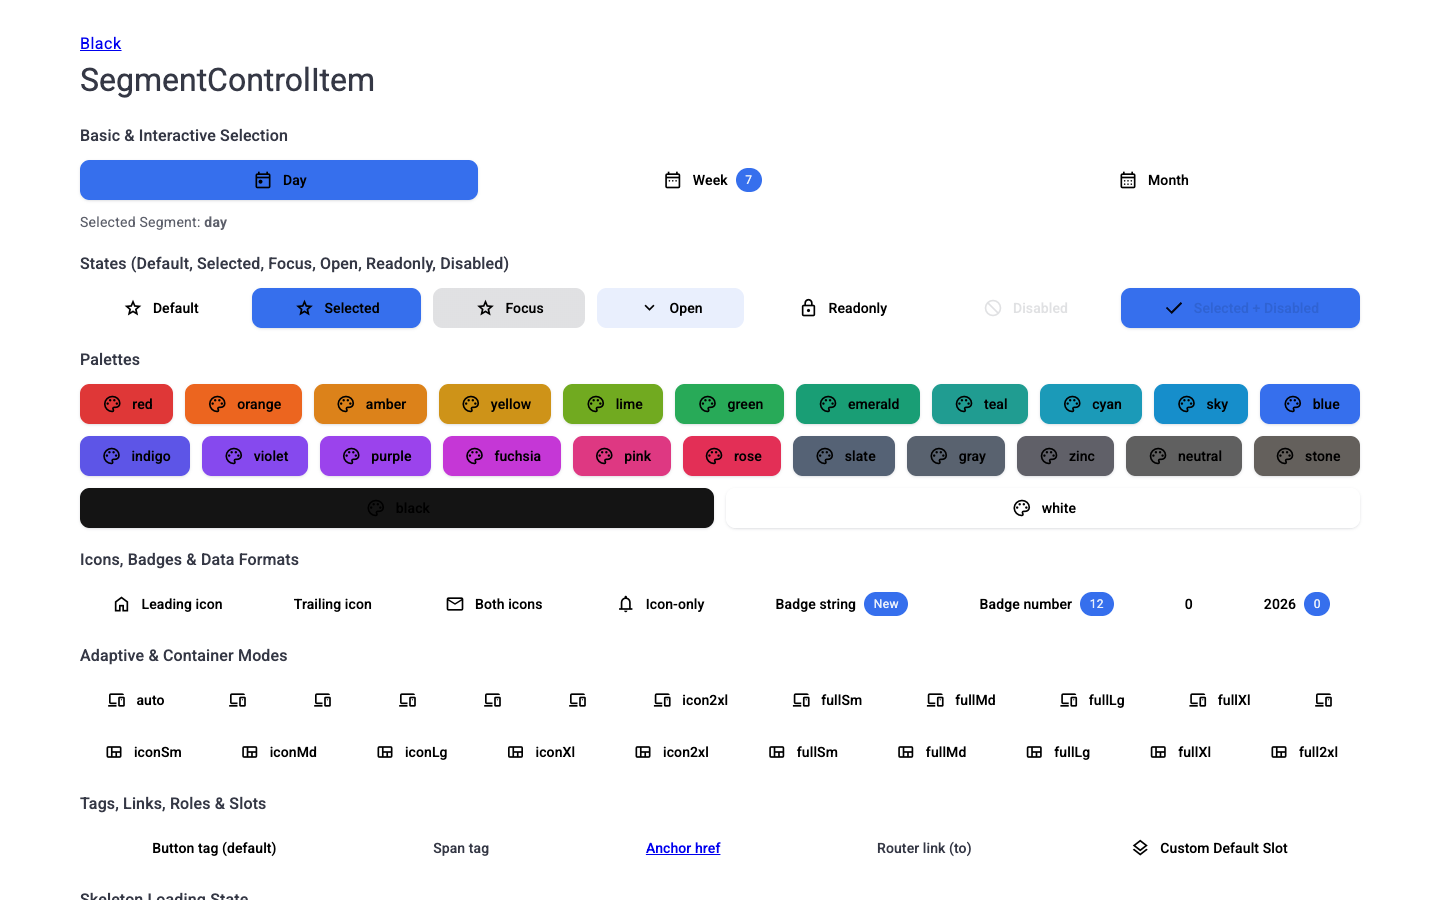 Black
SegmentControlItem
Basic & Interactive Selection
Day
Week 7
Month
Selected Segment: day
States (Default, Selected, Focus, Open, Readonly, Disabled)
Default
Selected
Focus
Open
Readonly
Disabled
Selected + Disabled
Palettes
red
orange
amber
yellow
lime
green
emerald
teal
cyan
sky
blue
indigo
violet
purple
fuchsia
pink
rose
slate
gray
zinc
neutral
stone
black
white
Icons, Badges & Data Formats
Leading icon
Trailing icon
Both icons
Icon-only
Badge string New
Badge number 12
0
2026 0
Adaptive & Container Modes
auto
icon2xl
fullSm
fullMd
fullLg
fullXl
iconSm
iconMd
iconLg
iconXl
icon2xl
fullSm
fullMd
fullLg
fullXl
full2xl
Tags, Links, Roles & Slots
Button tag (default)
Span tag
Anchor href
Router link (to)
Custom Default Slot
Skeleton Loading State